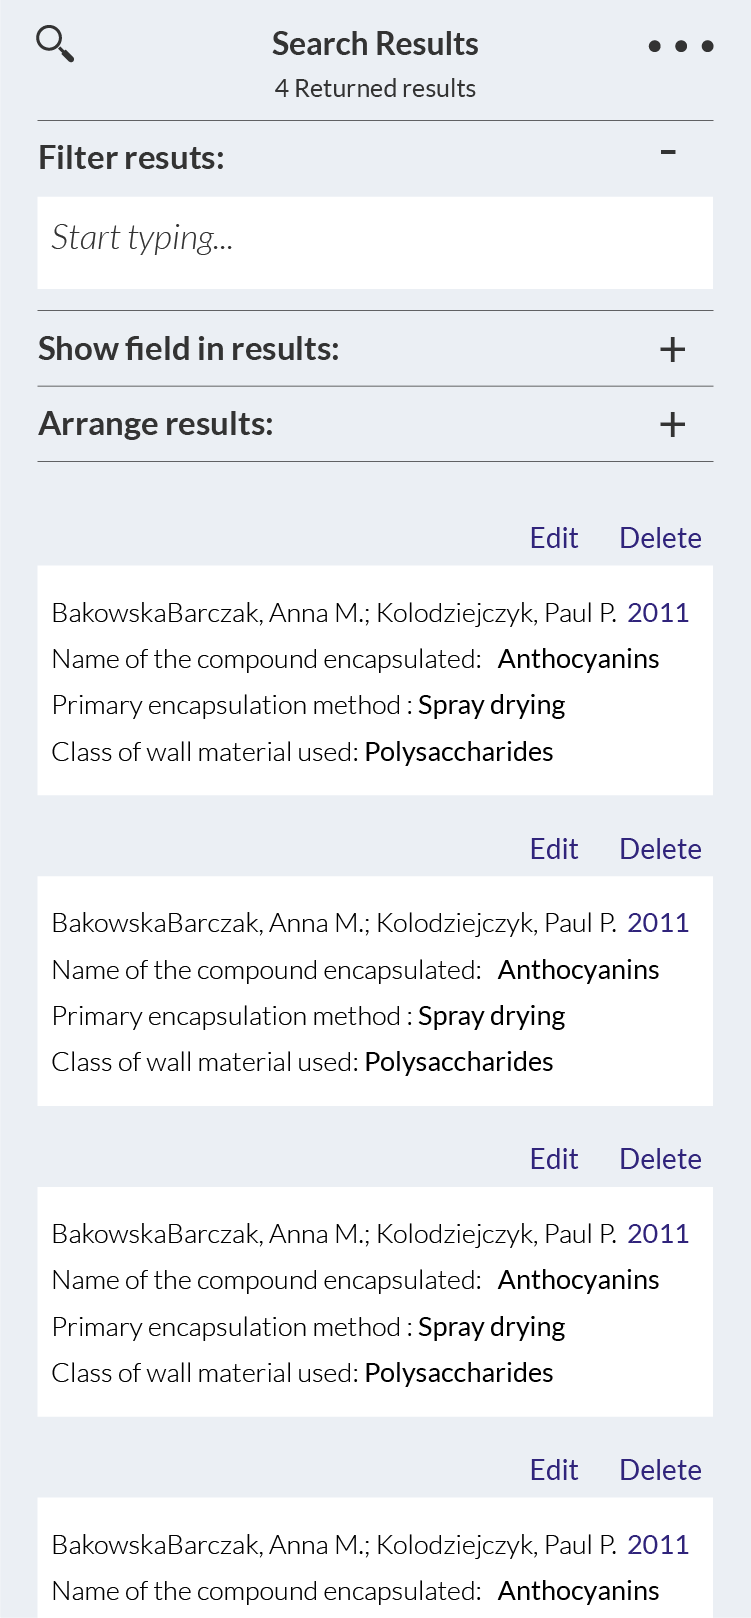 Search Results
4 Returned results
Filter resuts:
-
Start typing...
Show field in results:
+
Arrange results:
+
Edit Delete
BakowskaBarczak, Anna M.; Kolodziejczyk, Paul P. 2011
Name of the compound encapsulated: Anthocyanins
Primary encapsulation method : Spray drying
Class of wall material used: Polysaccharides
Edit Delete
BakowskaBarczak, Anna M.; Kolodziejczyk, Paul P. 2011
Name of the compound encapsulated: Anthocyanins
Primary encapsulation method : Spray drying
Class of wall material used: Polysaccharides
Edit Delete
BakowskaBarczak, Anna M.; Kolodziejczyk, Paul P. 2011
Name of the compound encapsulated: Anthocyanins
Primary encapsulation method : Spray drying
Class of wall material used: Polysaccharides
Edit Delete
BakowskaBarczak, Anna M.; Kolodziejczyk, Paul P. 2011
Name of the compound encapsulated: Anthocyanins